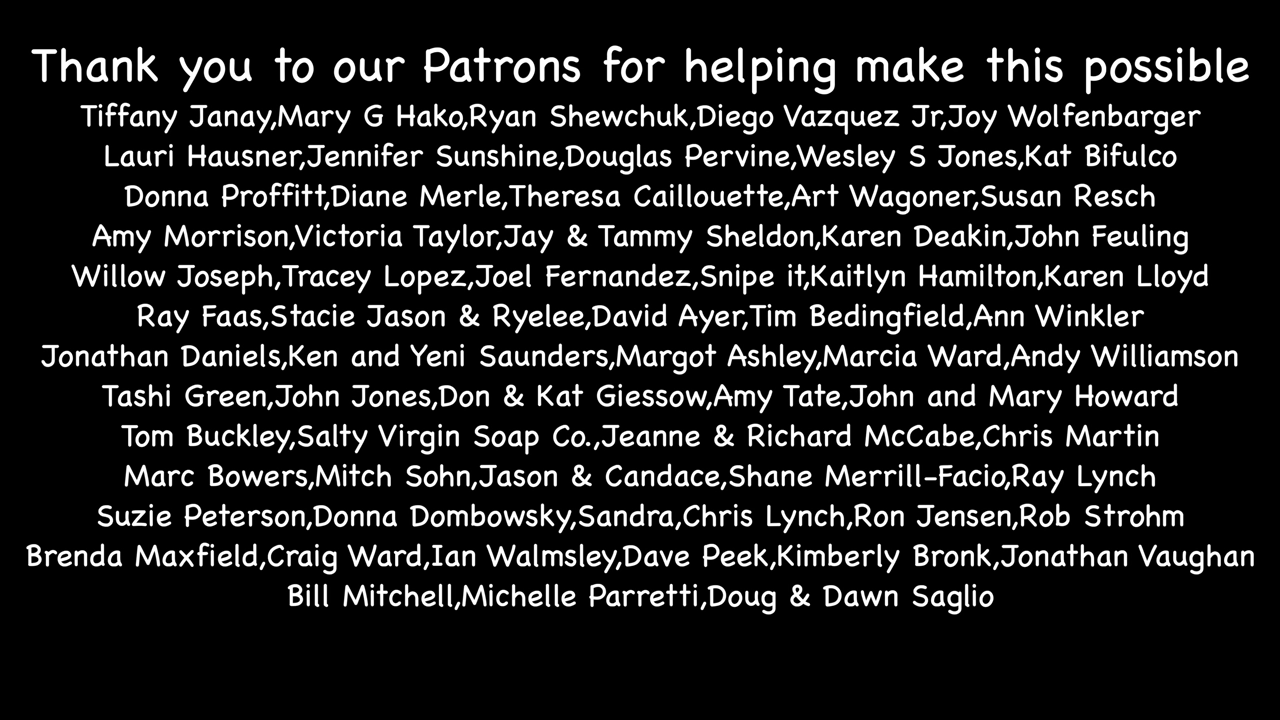 Thank you to our Patrons for helping make this possible
Tiffany Janay,Mary G Hako,Ryan Shewchuk,Diego Vazquez Jr,Joy Wolfenbarger
Lauri Hausner,Jennifer Sunshine,Douglas Pervine,Wesley S Jones,Kat Bifulco
Donna Proffitt,Diane Merle,Theresa Caillouette,Art Wagoner,Susan Resch
Amy Morrison,Victoria Taylor,Jay & Tammy Sheldon,Karen Deakin,John Feuling
Willow Joseph,Tracey Lopez,Joel Fernandez,Snipe it,Kaitlyn Hamilton,Karen Lloyd
Ray Faas,Stacie Jason & Ryelee,David Ayer,Tim Bedingfield,Ann Winkler
Jonathan Daniels,Ken and Yeni Saunders,Margot Ashley,Marcia Ward,Andy Williamson
Tashi Green,John Jones,Don & Kat Giessow,Amy Tate,John and Mary Howard
Tom Buckley,Salty Virgin Soap Co.,Jeanne & Richard McCabe,Chris Martin
Marc Bowers,Mitch Sohn,Jason & Candace,Shane Merrill-Facio,Ray Lynch
Suzie Peterson,Donna Dombowsky,Sandra,Chris Lynch,Ron Jensen,Rob Strohm
Brenda Maxfield,Craig Ward,Ian Walmsley,Dave Peek,Kimberly Bronk,Jonathan Vaughan
Bill Mitchell,Michelle Parretti,Doug & Dawn Saglio